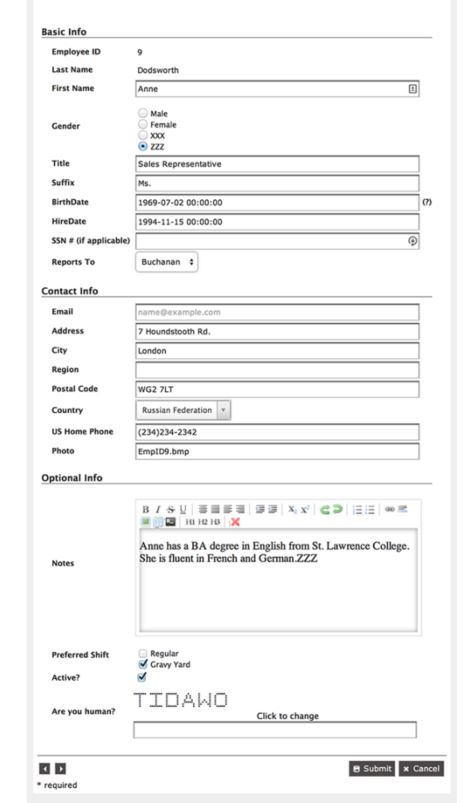 Basic Info
Employee ID 9
Last Name Dodsworth
First Name Anne
Male
Gender Female
XXX
ZZZ
Title Sales Representative
Suffix Ms.
BirthDate 1969-07-02 00:00:00 (?)
HireDate 1994-11-15 00:00:00
SSN # (if applicable)
Reports To Buchanan
Contact Info
Email name@example.com
Address 7 Houndstooth Rd.
City London
Region
Postal Code WG2 7LT
Country Russian Federation
US Home Phone (234)234-2342
Photo EmpID9.bmp
Optional Info
B I S U X₂ X²
H1 H2 H3
Anne has a BA degree in English from St. Lawrence College.
She is fluent in French and German.ZZZ
Notes
Preferred Shift Regular
Gravy Yard
Active?
TIDAWO
Are you human? Click to change
Submit Cancel
* required